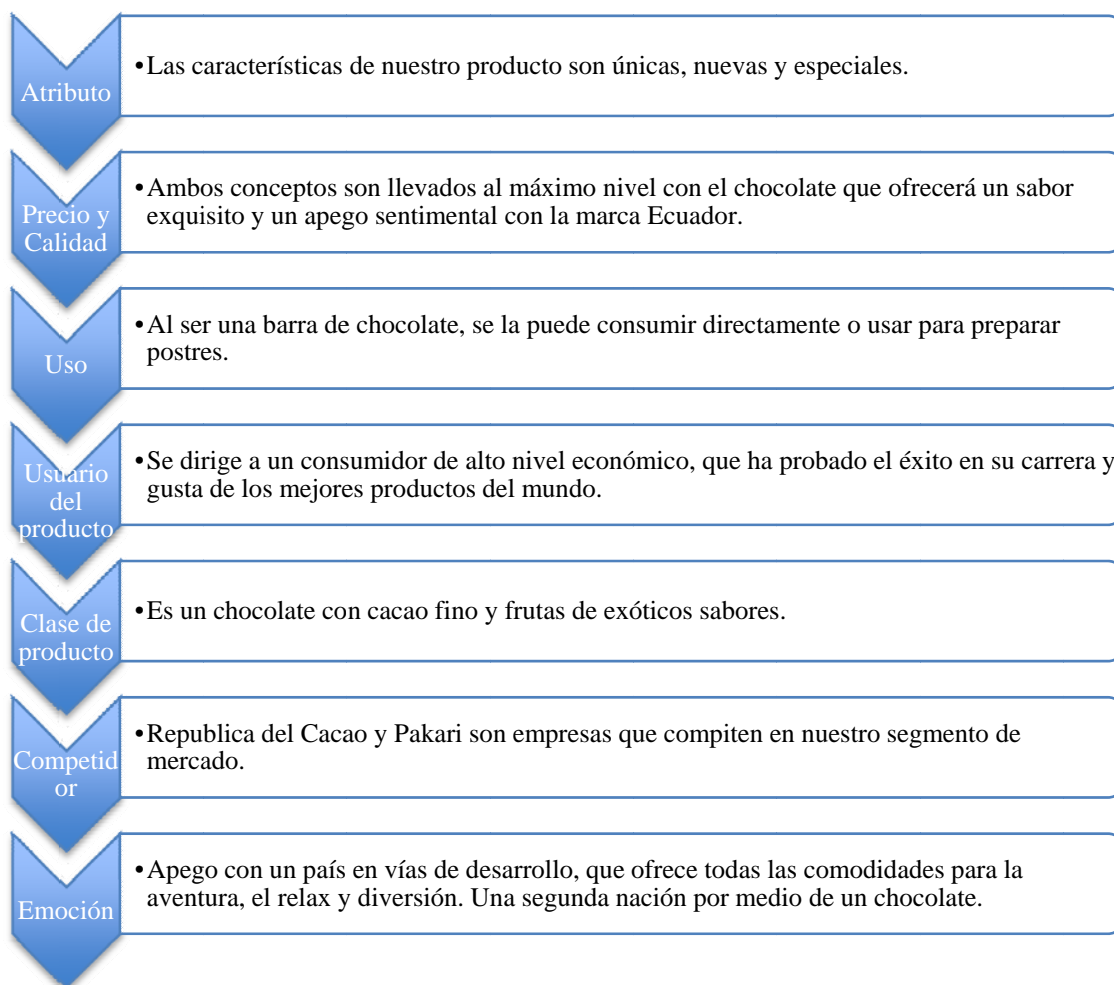 Atributo
•Las características de nuestro producto son únicas, nuevas y especiales.
Precio y
Calidad
•Ambos conceptos son llevados al máximo nivel con el chocolate que ofrecerá un sabor
exquisito y un apego sentimental con la marca Ecuador.
Uso
•Al ser una barra de chocolate, se la puede consumir directamente o usar para preparar
postres.
Usuario
del
producto
•Se dirige a un consumidor de alto nivel económico, que ha probado el éxito en su carrera y
gusta de los mejores productos del mundo.
Clase de
producto
•Es un chocolate con cacao fino y frutas de exóticos sabores.
Competid
or
•Republica del Cacao y Pakari son empresas que compiten en nuestro segmento de
mercado.
Emoción
•Apego con un país en vías de desarrollo, que ofrece todas las comodidades para la
aventura, el relax y diversión. Una segunda nación por medio de un chocolate.